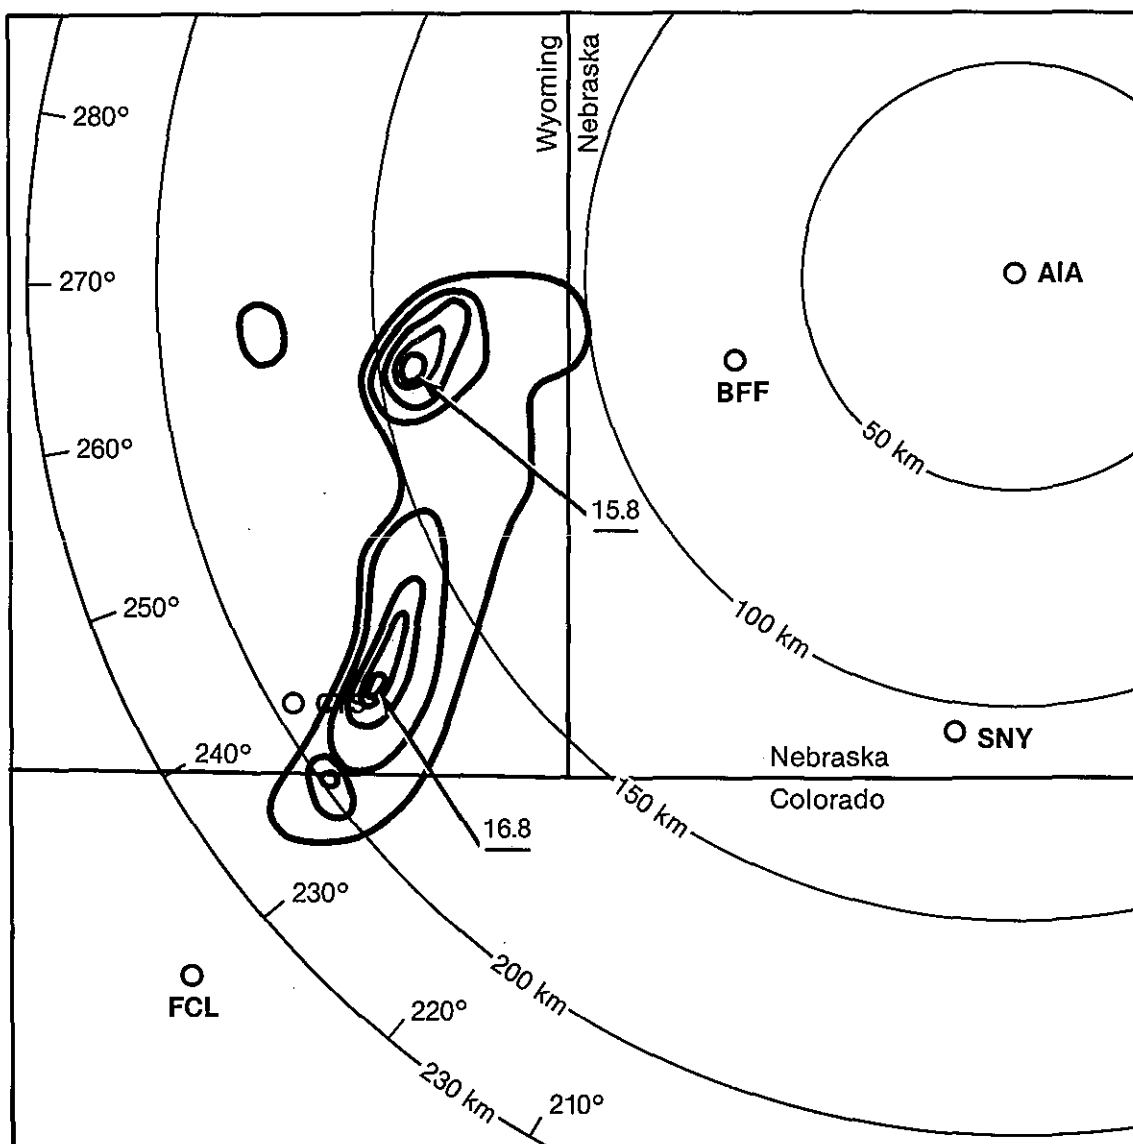 Wyoming
Nebraska
280°
270°
AIA
BFF
260°
50 km
15.8
250°
100 km
SNY
240°
Nebraska
150 km
Colorado
16.8
230°
200 km
FCL
220°
230 km
210°